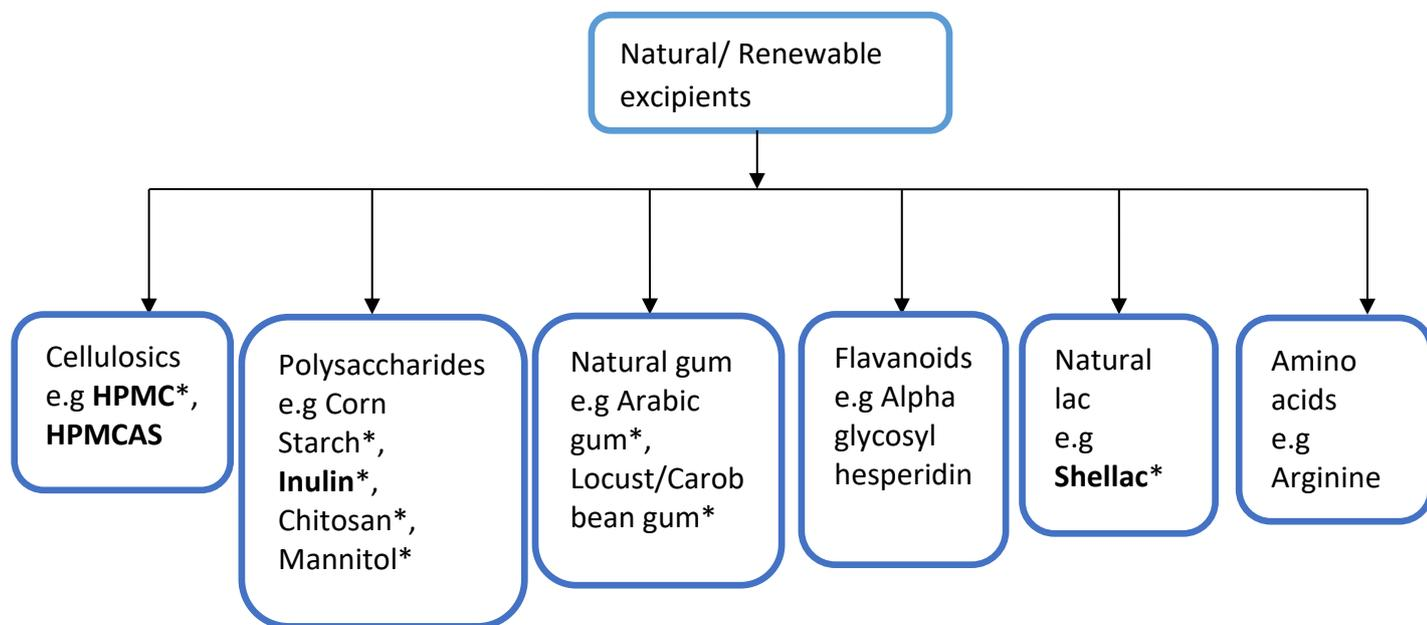 Natural/ Renewable
excipients
Cellulosics
e.g HPMC*,
HPMCAS
Polysaccharides
e.g Corn
Starch*,
Inulin*,
Chitosan*,
Mannitol*
Natural gum
e.g Arabic
gum*,
Locust/Carob
bean gum*
Flavanoids
e.g Alpha
glycosyl
hesperidin
Natural
lac
e.g
Shellac*
Amino
acids
e.g
Arginine